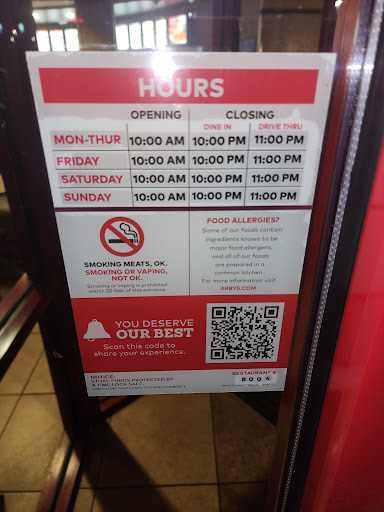 HOURS
OPENING CLOSING
DINE IN DRIVE THRU
MON-THUR 10:00 AM 10:00 PM 11:00 PM
FRIDAY 10:00 AM 10:00 PM 11:00 PM
SATURDAY 10:00 AM 10:00 PM 11:00 PM
SUNDAY 10:00 AM 10:00 PM 11:00 PM
SMOKING MEATS, OK.
SMOKING OR VAPING,
NOT OK.
Smoking or vaping is prohibited
within 20 feet of this entrance.
FOOD ALLERGIES?
Some of our foods contain
ingredients known to be
major food allergens,
and all of our foods
are prepared in a
common kitchen.
For more information visit
ARBYS.COM
YOU DESERVE
OUR BEST
Scan this code to
share your experience.
NOTICE:
STORE FUNDS PROTECTED BY
A TIME LOCK SAFE.
RESTAURANT #
8004